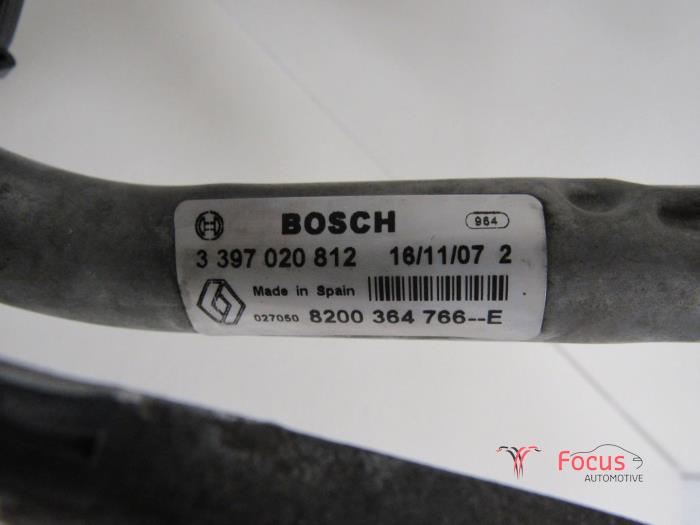 BOSCH 964
3 397 020 812 16/11/07 2
Made in Spain
027050 8200 364 766--E
Focus
AUTOMOTIVE